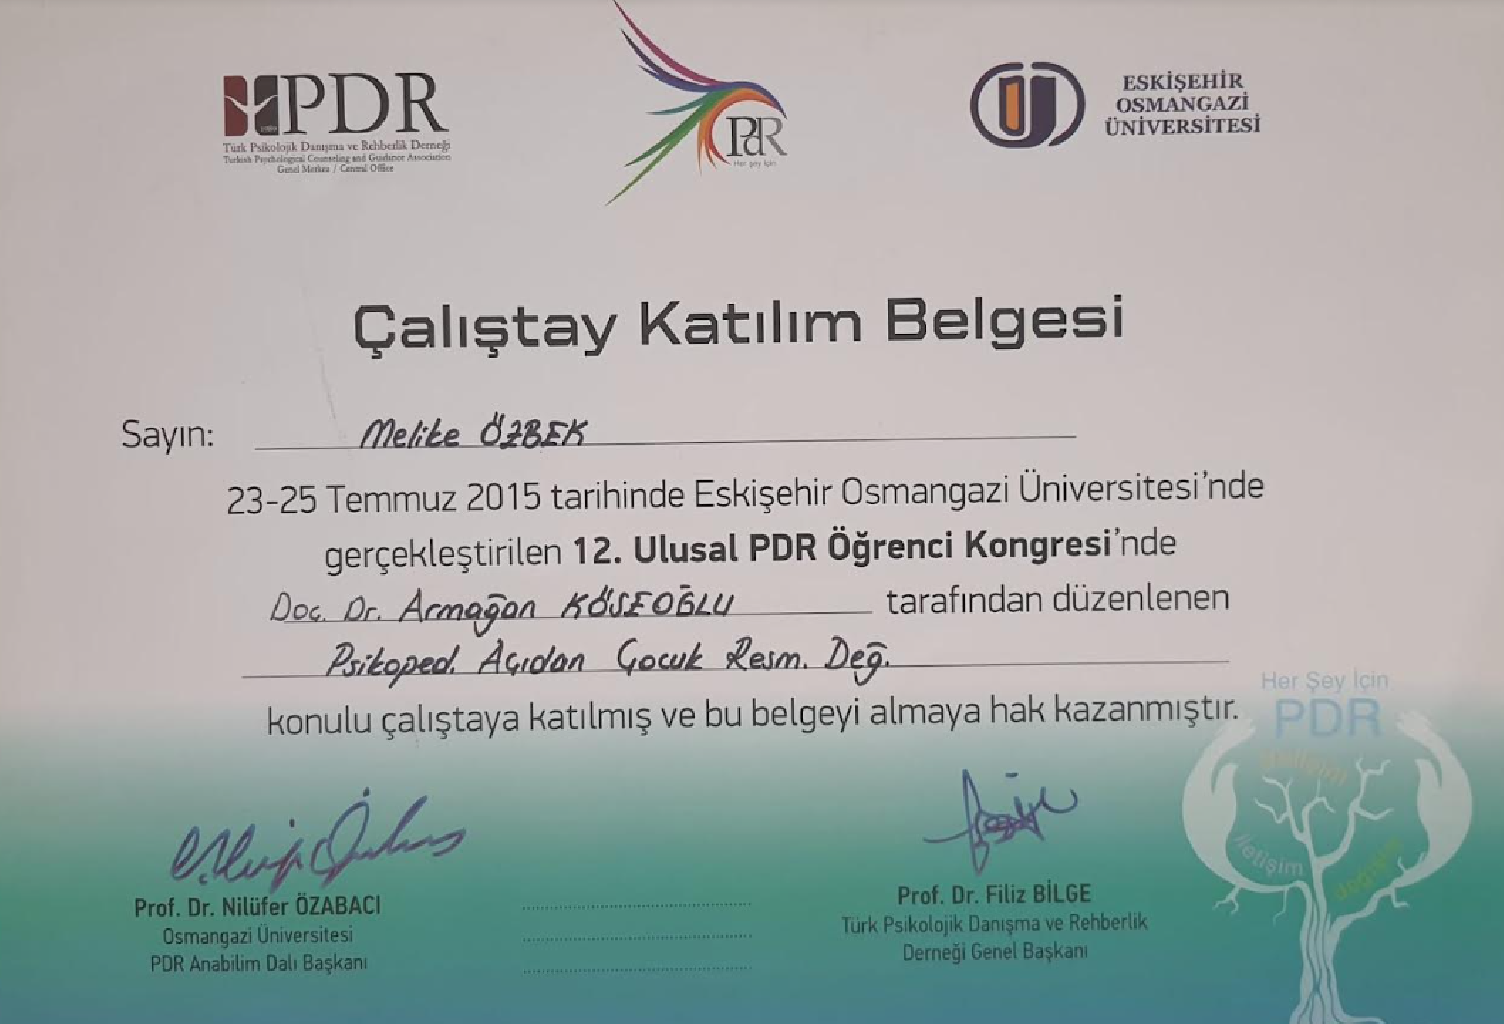 PDR
1989
Türk Psikolojik Danışma ve Rehberlik Derneği
Turkish Psychological Counseling and Guidance Association
Genel Merkez / Central Office
PdR
Her şey İçin
ESKİŞEHİR
OSMANGAZİ
ÜNİVERSİTESİ
Çalıştay Katılım Belgesi
Sayın: Melike ÖZBEK
23-25 Temmuz 2015 tarihinde Eskişehir Osmangazi Üniversitesi'nde
gerçekleştirilen 12. Ulusal PDR Öğrenci Kongresi'nde
Doç. Dr. Armağan KÖSEOĞLU tarafından düzenlenen
Psikoped. Açıdan Çocuk Resm. Değ.
konulu çalıştaya katılmış ve bu belgeyi almaya hak kazanmıştır.
Her Şey İçin
PDR
iletişim
Prof. Dr. Nilüfer ÖZABACI
Osmangazi Üniversitesi
PDR Anabilim Dalı Başkanı
Prof. Dr. Filiz BİLGE
Türk Psikolojik Danışma ve Rehberlik
Derneği Genel Başkanı